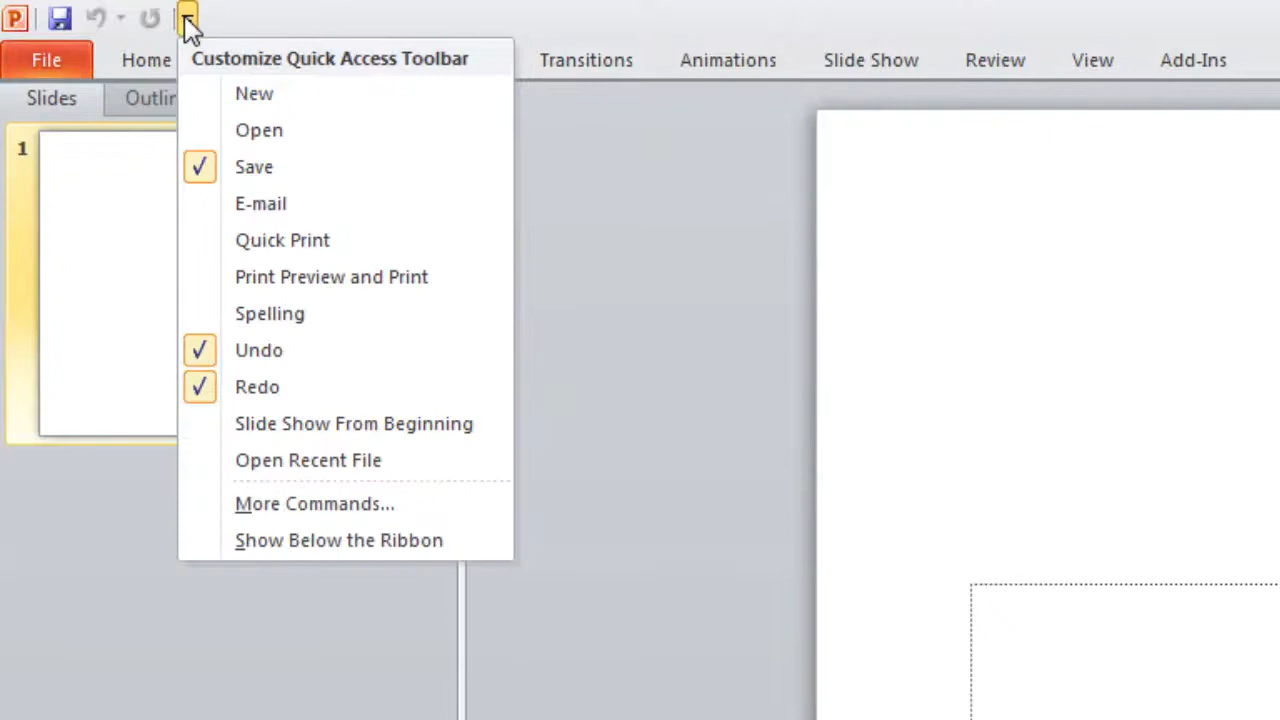 P
File Home Transitions Animations Slide Show Review View Add-Ins
Slides
1
Customize Quick Access Toolbar
New
Open
Save
E-mail
Quick Print
Print Preview and Print
Spelling
Undo
Redo
Slide Show From Beginning
Open Recent File
More Commands...
Show Below the Ribbon